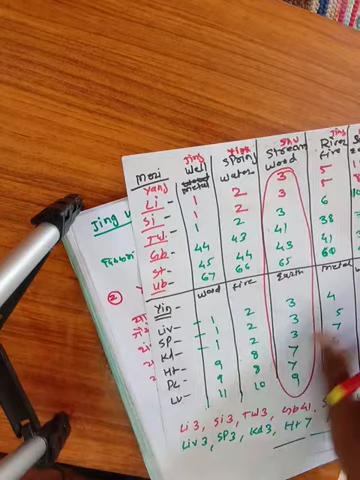 Jing Shu Jing
Well Spring Stream River
metal water wood fire
Yang
Li - 1 2 3 5
Si - 1 2 3
TW - 1 2 3 6
Gb - 44 43 41 38
St - 45 44 43 41
UB - 67 66 65 60
Yin wood fire Earth metal
Liv - 1 2 3 4
SP - 1 2 3 5
Kd - 1 2 3 7
Ht - 9 8 7
Pc - 9 8 7
Lu - 11 10 9
Li 3, Si 3, TW3, Gb41,
Liv 3, SP3, Kd3, Ht7
Jing
②